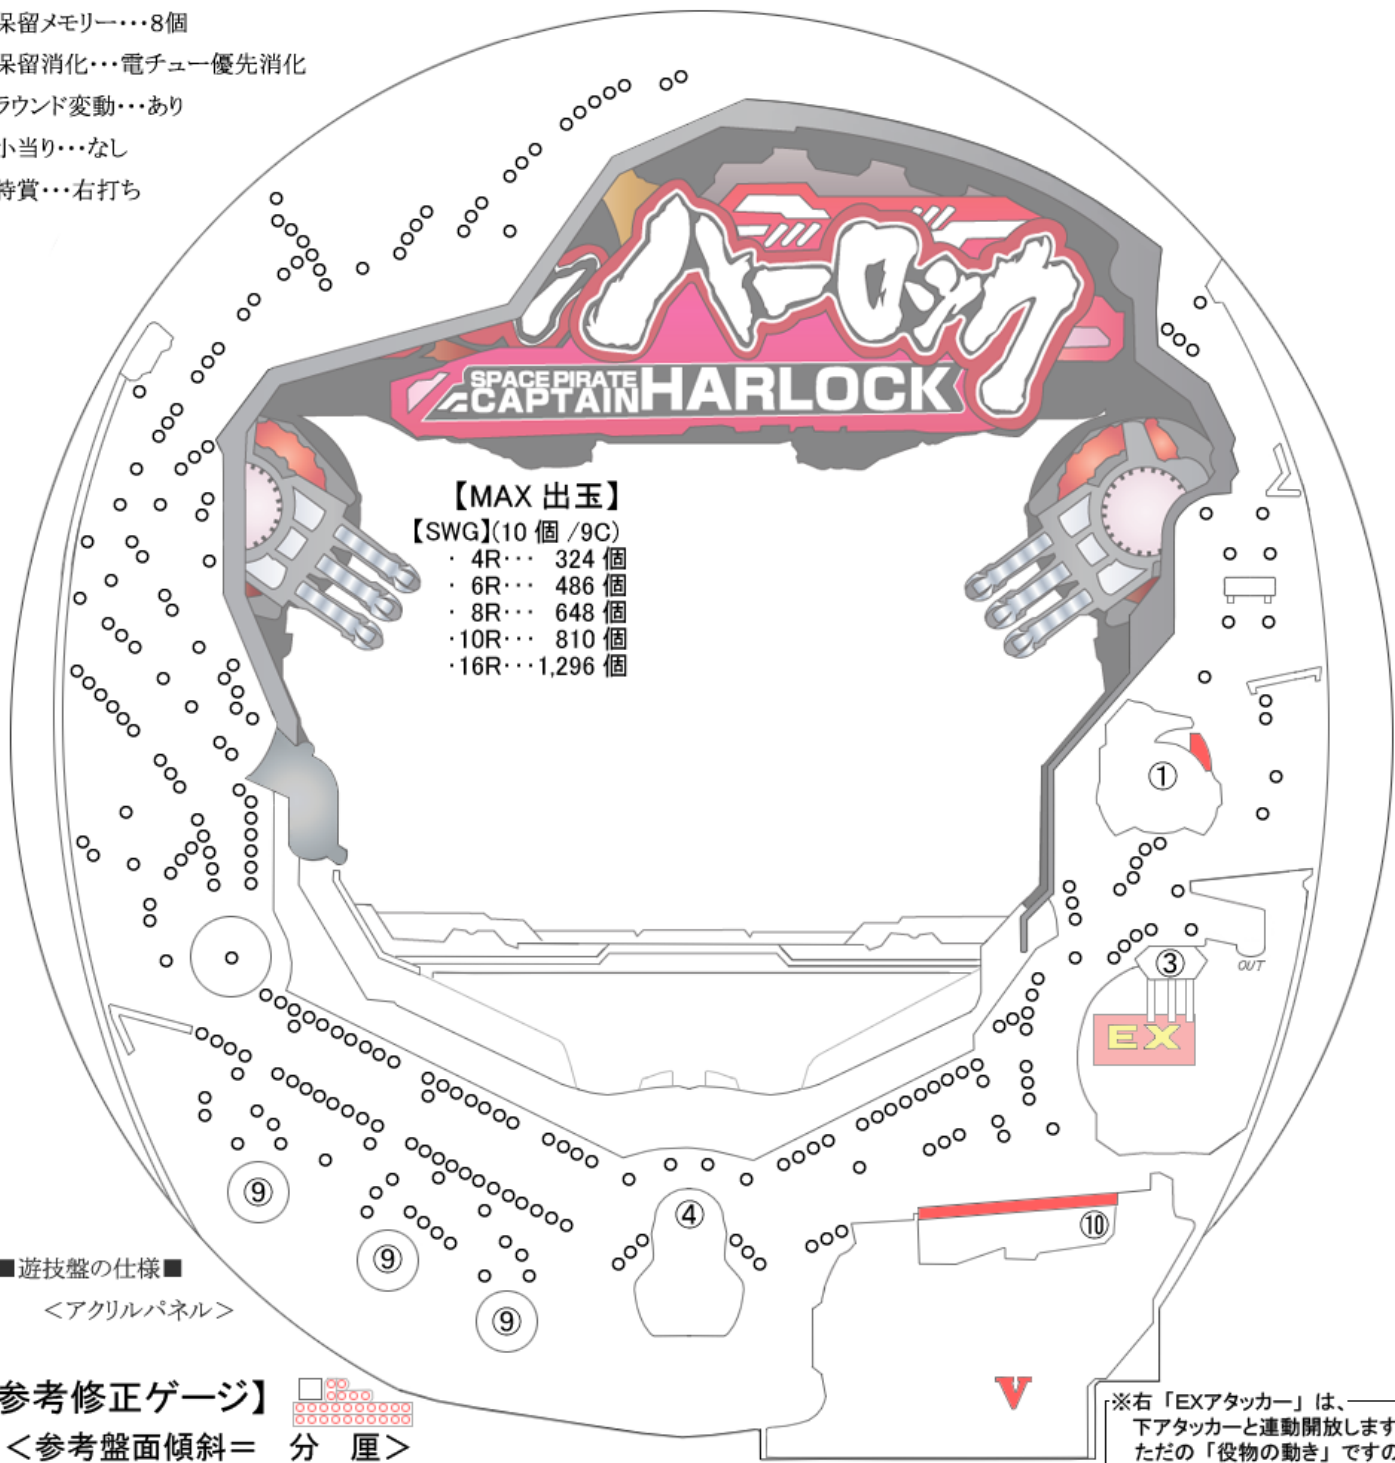 保留メモリー･･･8個
保留消化･･･電チュー優先消化
ラウンド変動･･･あり
小当り･･･なし
特賞･･･右打ち
ハーロック
SPACE PIRATE
CAPTAIN HARLOCK
【MAX 出玉】
【SWG】(10 個 /9C)
･ 4R･･･ 324 個
･ 6R･･･ 486 個
･ 8R･･･ 648 個
･10R･･･ 810 個
･16R･･･1,296 個
①
OUT
③
EX
④
⑨
⑨
⑨
⑩
V
■遊技盤の仕様■
＜アクリルパネル＞
参考修正ゲージ】
＜参考盤面傾斜＝ 分 厘＞
※右「EXアタッカー」は、
下アタッカーと連動開放します
ただの「役物の動き」ですの